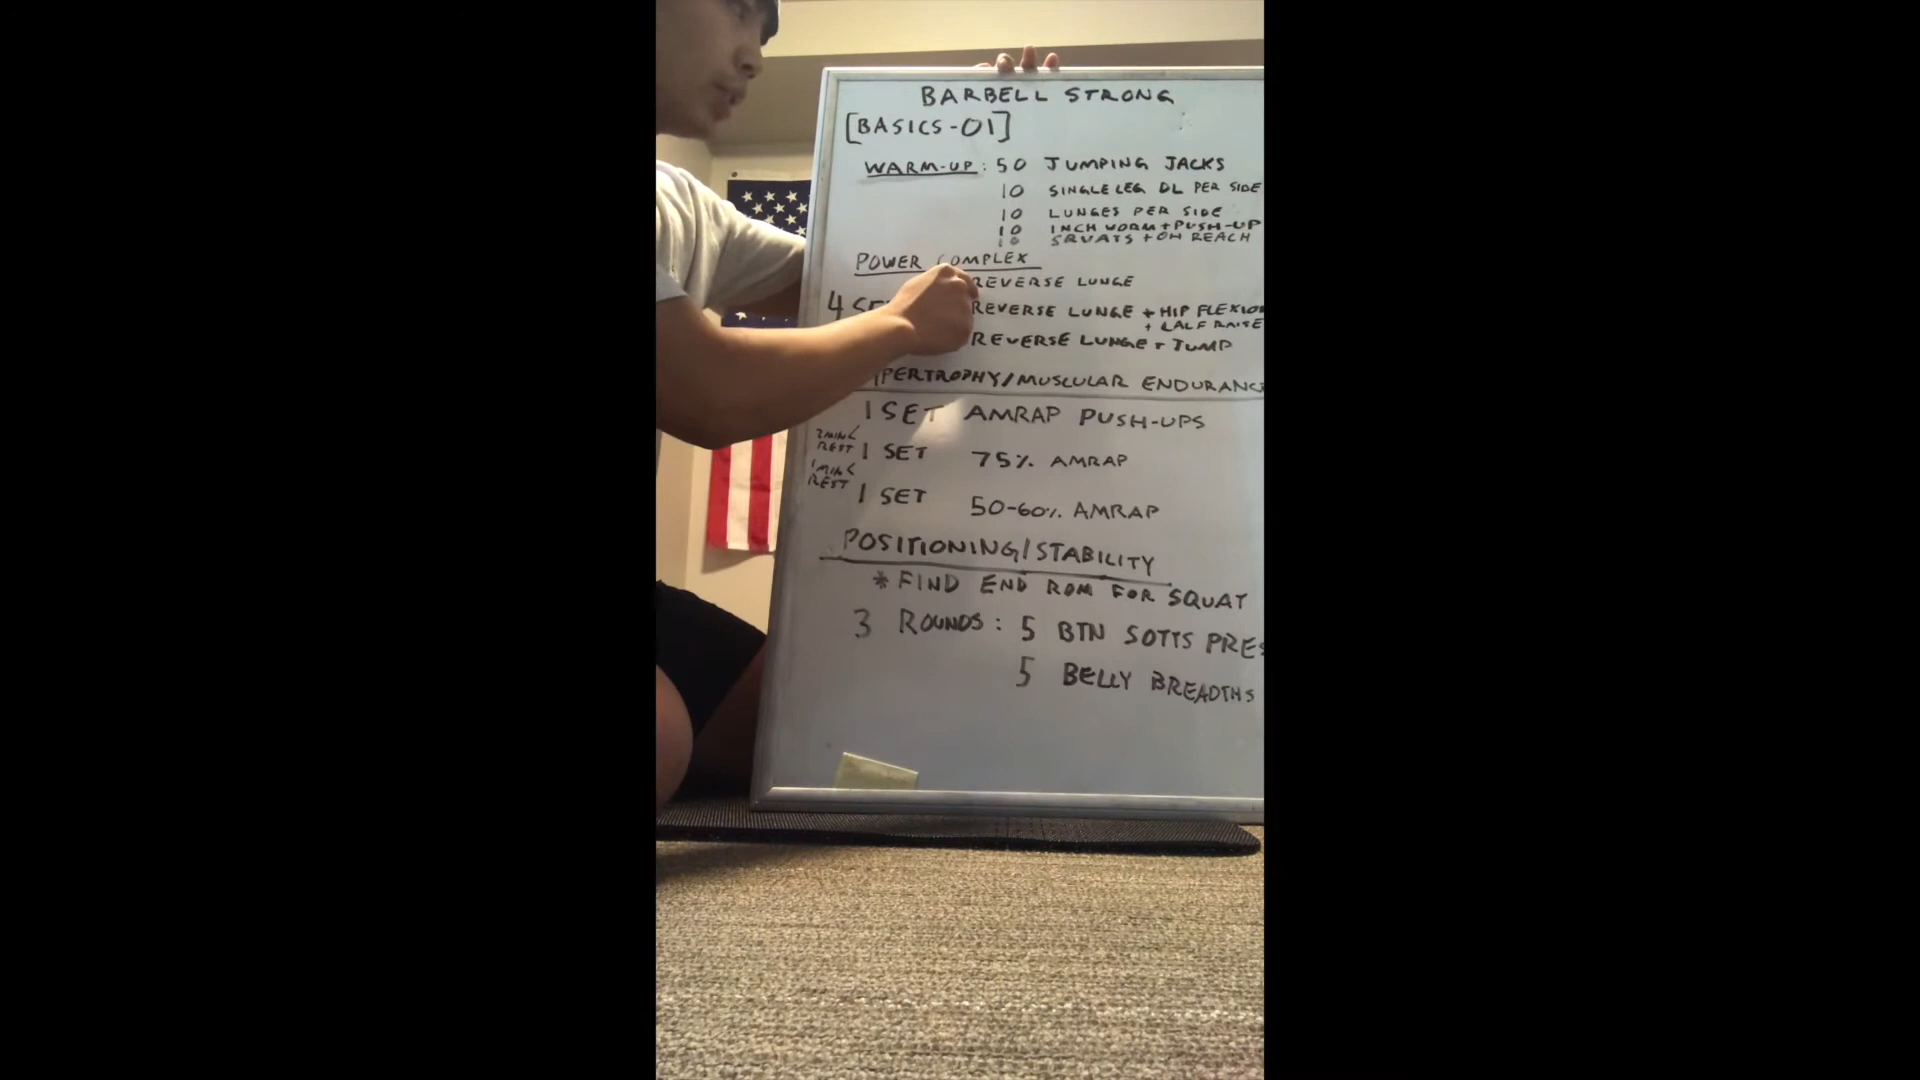 BARBELL STRONG
[BASICS-01]
WARM-UP: 50 JUMPING JACKS
10 SINGLE LEG DL PER SIDE
10 LUNGES PER SIDE
10 INCH WORM + PUSH-UP
10 SQUATS + OH REACH
POWER COMPLEX
REVERSE LUNGE
4 REVERSE LUNGE + HIP FLEXION
+ CALF RAISE
REVERSE LUNGE + JUMP
/MUSCULAR ENDURANCE
1 SET AMRAP PUSH-UPS
2 MIN REST
1 SET 75% AMRAP
1 MIN REST
1 SET 50-60% AMRAP
POSITIONING/STABILITY
* FIND END ROM FOR SQUAT
3 ROUNDS: 5 BTN SOTTS
5 BELLY BREADTHS